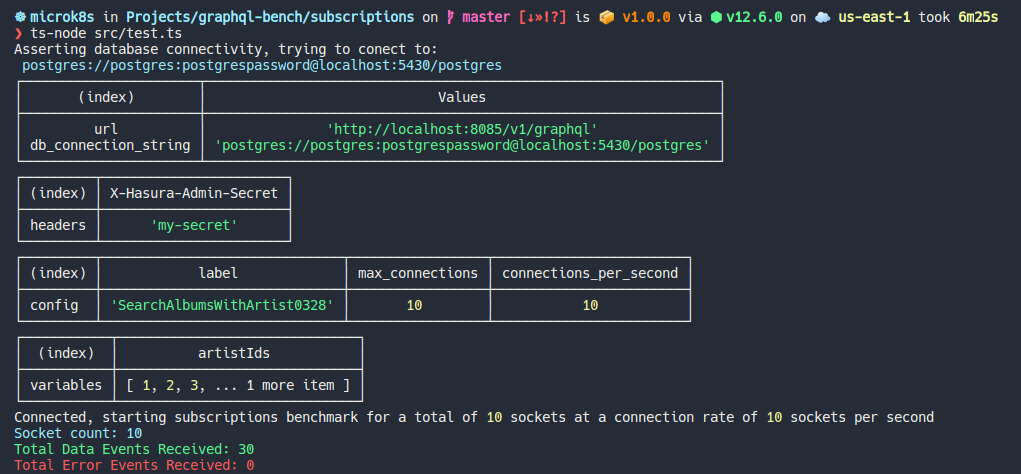 ☸ microk8s in Projects/graphql-bench/subscriptions on master [↓»!?] is 📦 v1.0.0 via ⬢ v12.6.0 on ☁️ us-east-1 took 6m25s
❯ ts-node src/test.ts
Asserting database connectivity, trying to conect to:
postgres://postgres:postgrespassword@localhost:5430/postgres
(index) Values
url 'http://localhost:8085/v1/graphql'
db_connection_string 'postgres://postgres:postgrespassword@localhost:5430/postgres'
(index) X-Hasura-Admin-Secret
headers 'my-secret'
(index) label max_connections connections_per_second
config 'SearchAlbumsWithArtist0328' 10 10
(index) artistIds
variables [ 1, 2, 3, ... 1 more item ]
Connected, starting subscriptions benchmark for a total of 10 sockets at a connection rate of 10 sockets per second
Socket count: 10
Total Data Events Received: 30
Total Error Events Received: 0